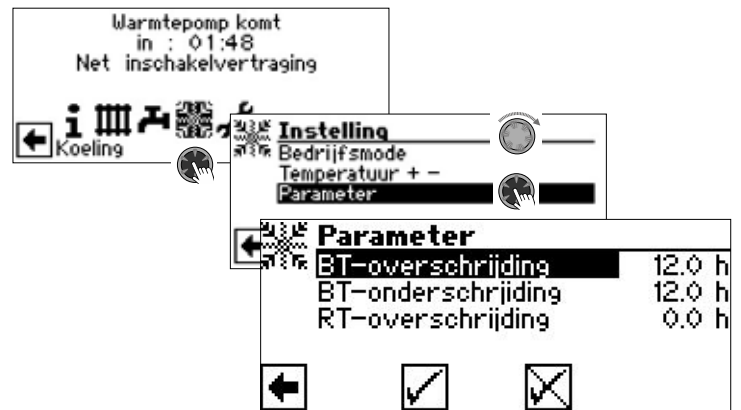 Warmtepomp komt
in : 01:48
Net inschakelvertraging
Koeling
Instelling
Bedrijfsmode
Temperatuur + -
Parameter
Parameter
BT-overschrijding 12.0 h
BT-onderschrijding 12.0 h
RT-overschrijding 0.0 h